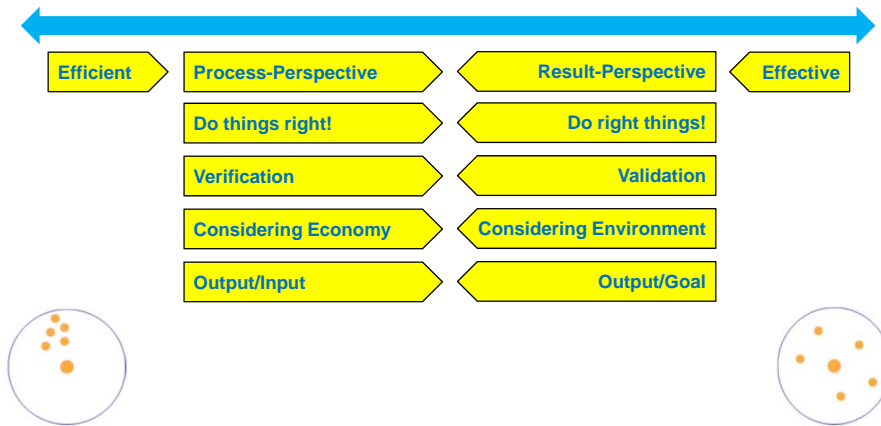 Efficient
Process-Perspective
Result-Perspective
Effective
Do things right!
Do right things!
Verification
Validation
Considering Economy
Considering Environment
Output/Input
Output/Goal